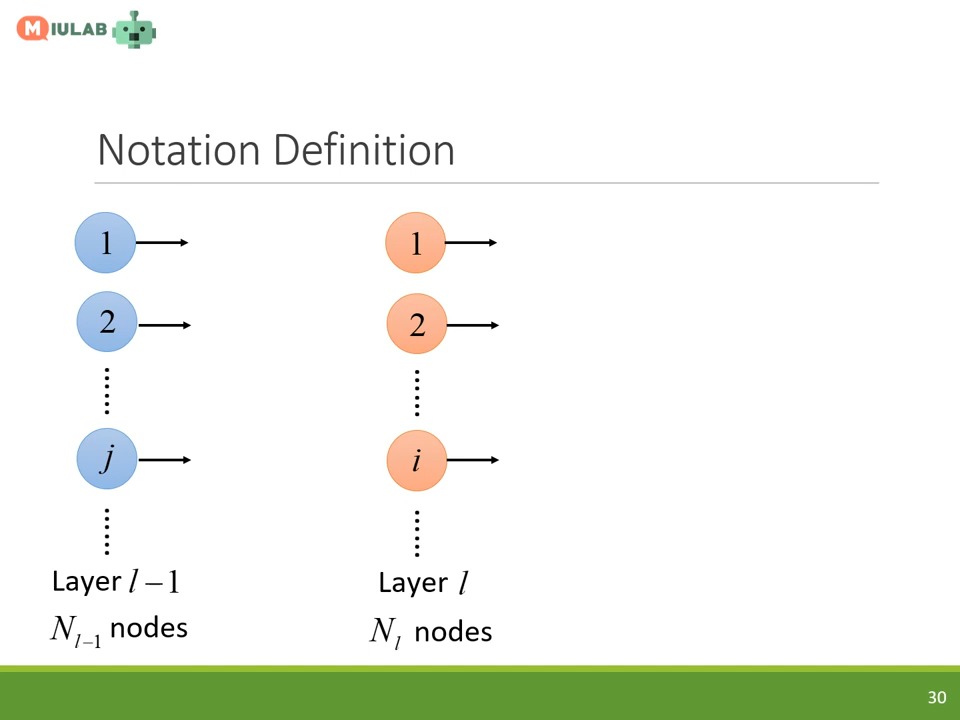 MIULAB
Notation Definition
1
1
2
2
j
i
Layer l – 1
Layer l
N_{l–1} nodes
N_l nodes
30